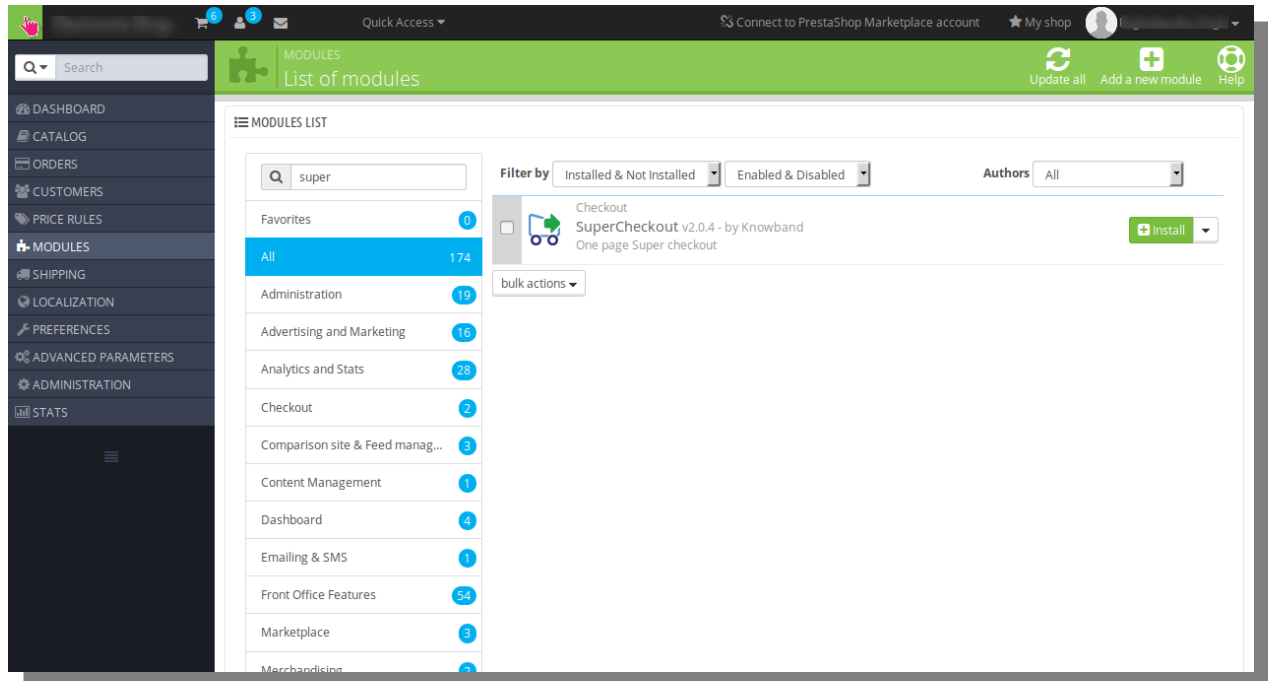 6 3 Quick Access Connect to PrestaShop Marketplace account My shop
Search
MODULES
List of modules
Update all Add a new module Help
DASHBOARD
CATALOG
ORDERS
CUSTOMERS
PRICE RULES
MODULES
SHIPPING
LOCALIZATION
PREFERENCES
ADVANCED PARAMETERS
ADMINISTRATION
STATS
MODULES LIST
super
Favorites 0
All 174
Administration 19
Advertising and Marketing 16
Analytics and Stats 28
Checkout 2
Comparison site & Feed manag... 3
Content Management 1
Dashboard 4
Emailing & SMS 1
Front Office Features 54
Marketplace 3
Merchandising 2
Filter by Installed & Not Installed Enabled & Disabled Authors All
Checkout
SuperCheckout v2.0.4 - by Knowband
One page Super checkout
Install
bulk actions